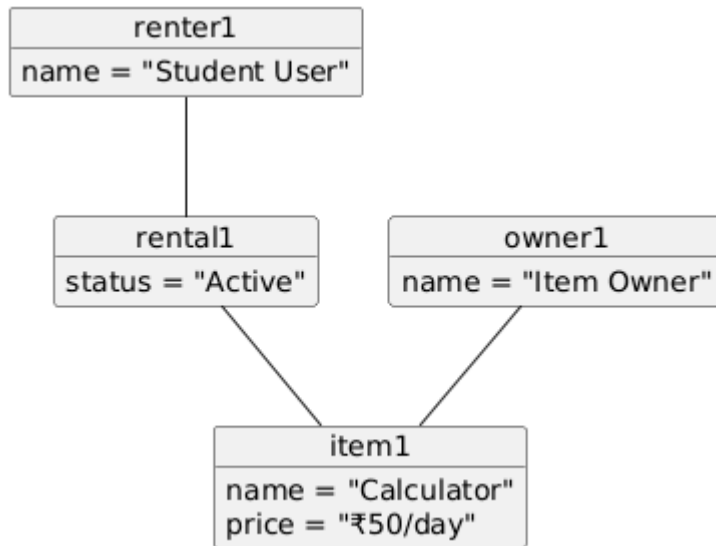 renter1
name = "Student User"
rental1
status = "Active"
owner1
name = "Item Owner"
item1
name = "Calculator"
price = "₹50/day"